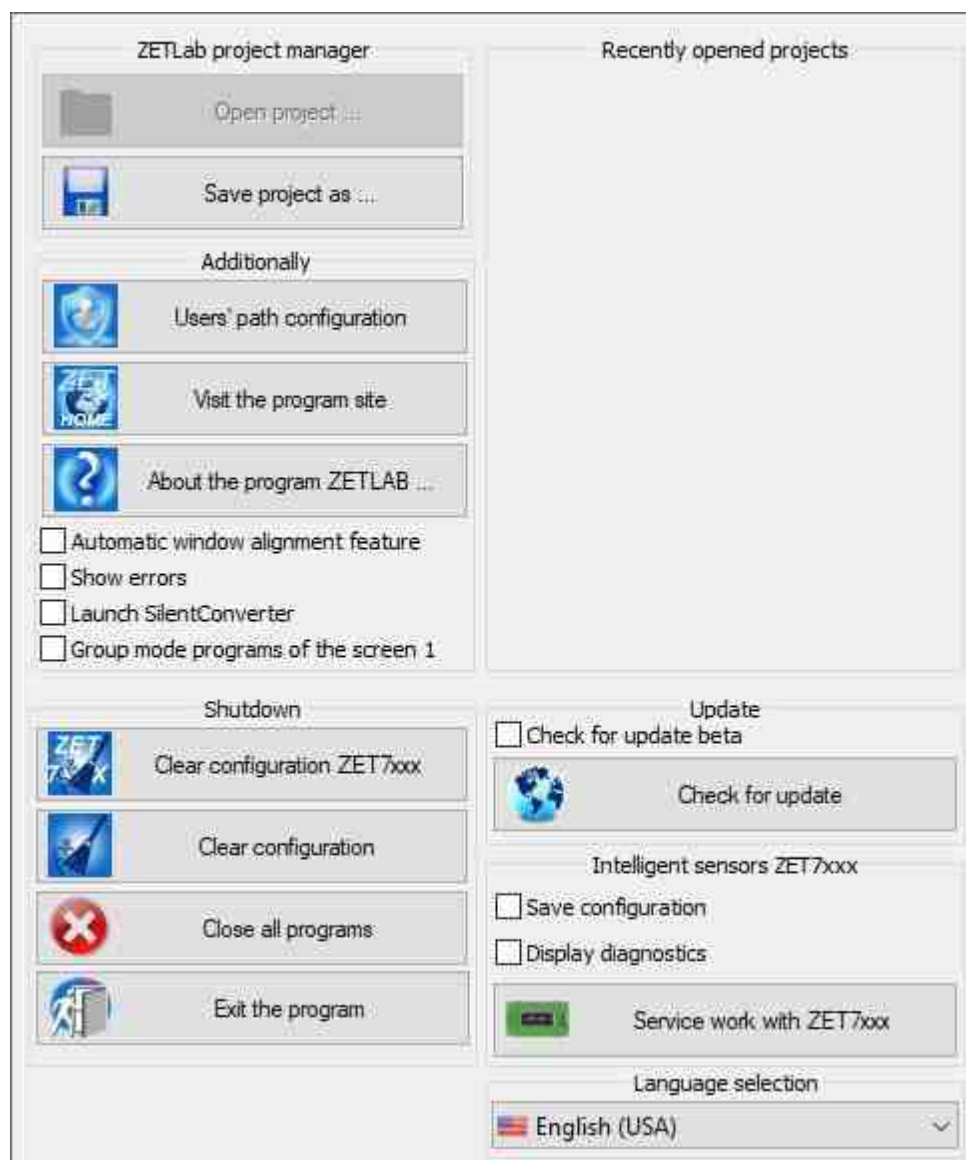 ZETLab project manager
Open project ...
Save project as ...
Additionally
Users' path configuration
ZET
HOME
Visit the program site
About the program ZETLAB ...
Automatic window alignment feature
Show errors
Launch SilentConverter
Group mode programs of the screen 1
Shutdown
ZET
Clear configuration ZET7xxx
Clear configuration
Close all programs
Exit the program
Recently opened projects
Update
Check for update beta
Check for update
Intelligent sensors ZET7xxx
Save configuration
Display diagnostics
Service work with ZET7xxx
Language selection
English (USA)